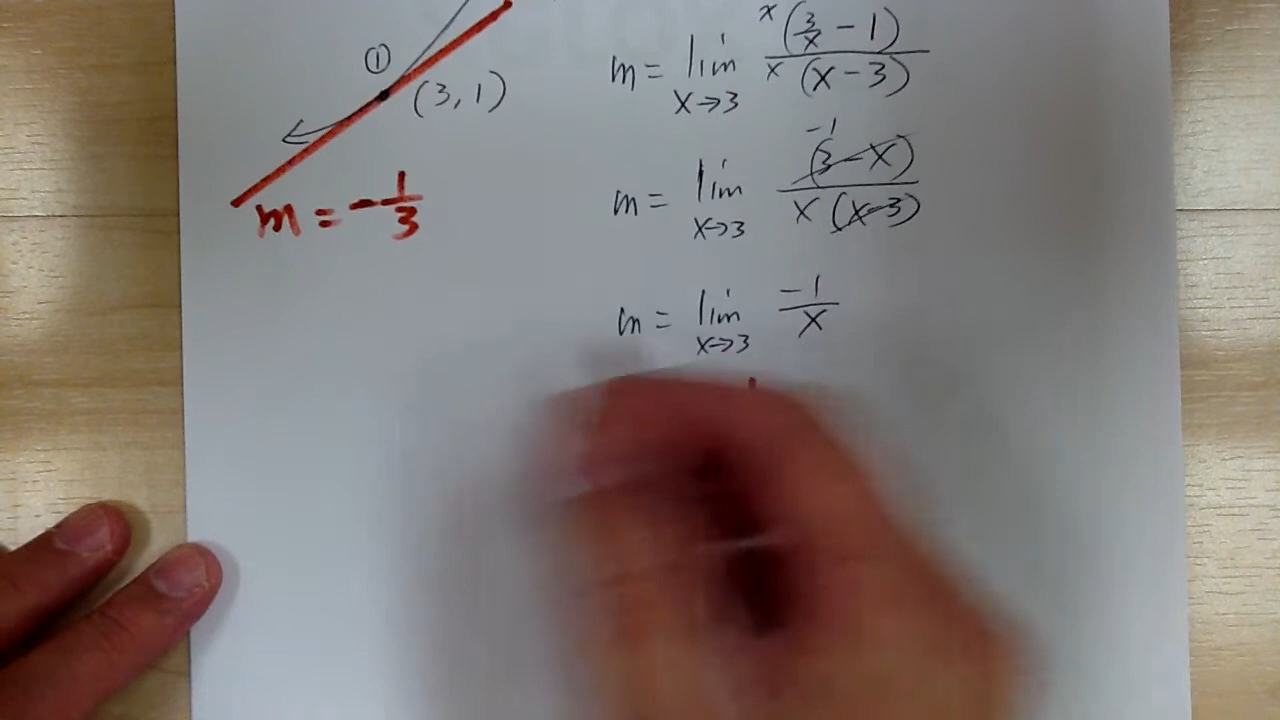 ①
(3, 1)
m = -1/3
m = lim x→3 x(3/x - 1) / x(x-3)
m = lim x→3 -1 (3-x) / x(x-3)
m = lim x→3 -1/x